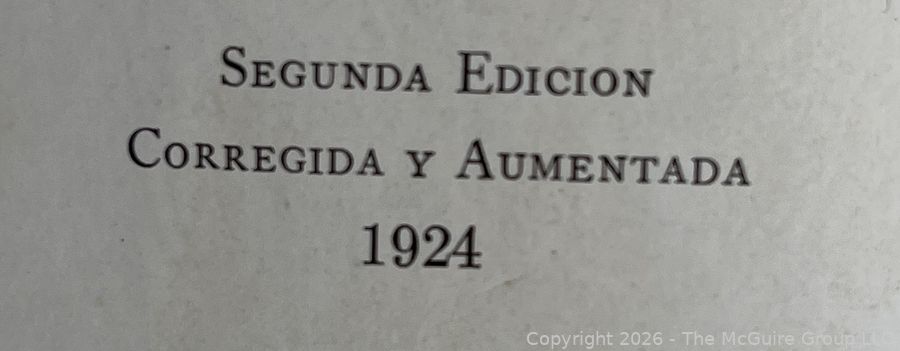 SEGUNDA EDICION
CORREGIDA Y AUMENTADA
1924
Copyright 2026 - The McGuire Group LLC